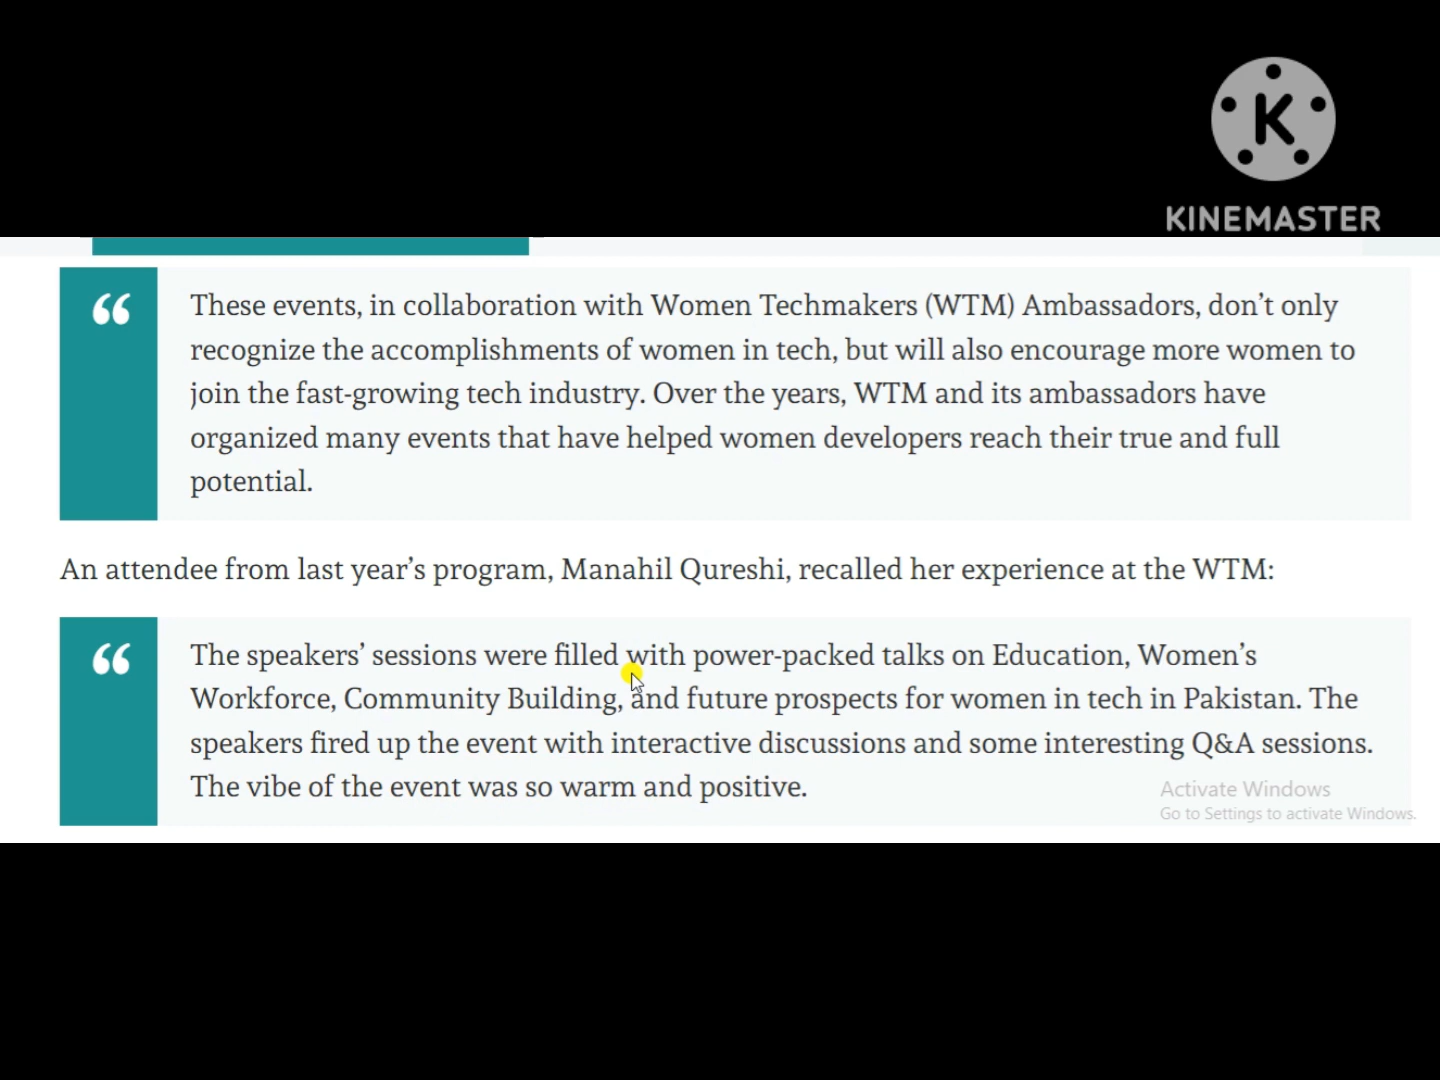 K
KINEMASTER
“ These events, in collaboration with Women Techmakers (WTM) Ambassadors, don’t only
recognize the accomplishments of women in tech, but will also encourage more women to
join the fast-growing tech industry. Over the years, WTM and its ambassadors have
organized many events that have helped women developers reach their true and full
potential.
An attendee from last year’s program, Manahil Qureshi, recalled her experience at the WTM:
“ The speakers’ sessions were filled with power-packed talks on Education, Women’s
Workforce, Community Building, and future prospects for women in tech in Pakistan. The
speakers fired up the event with interactive discussions and some interesting Q&A sessions.
The vibe of the event was so warm and positive.
Activate Windows
Go to Settings to activate Windows.